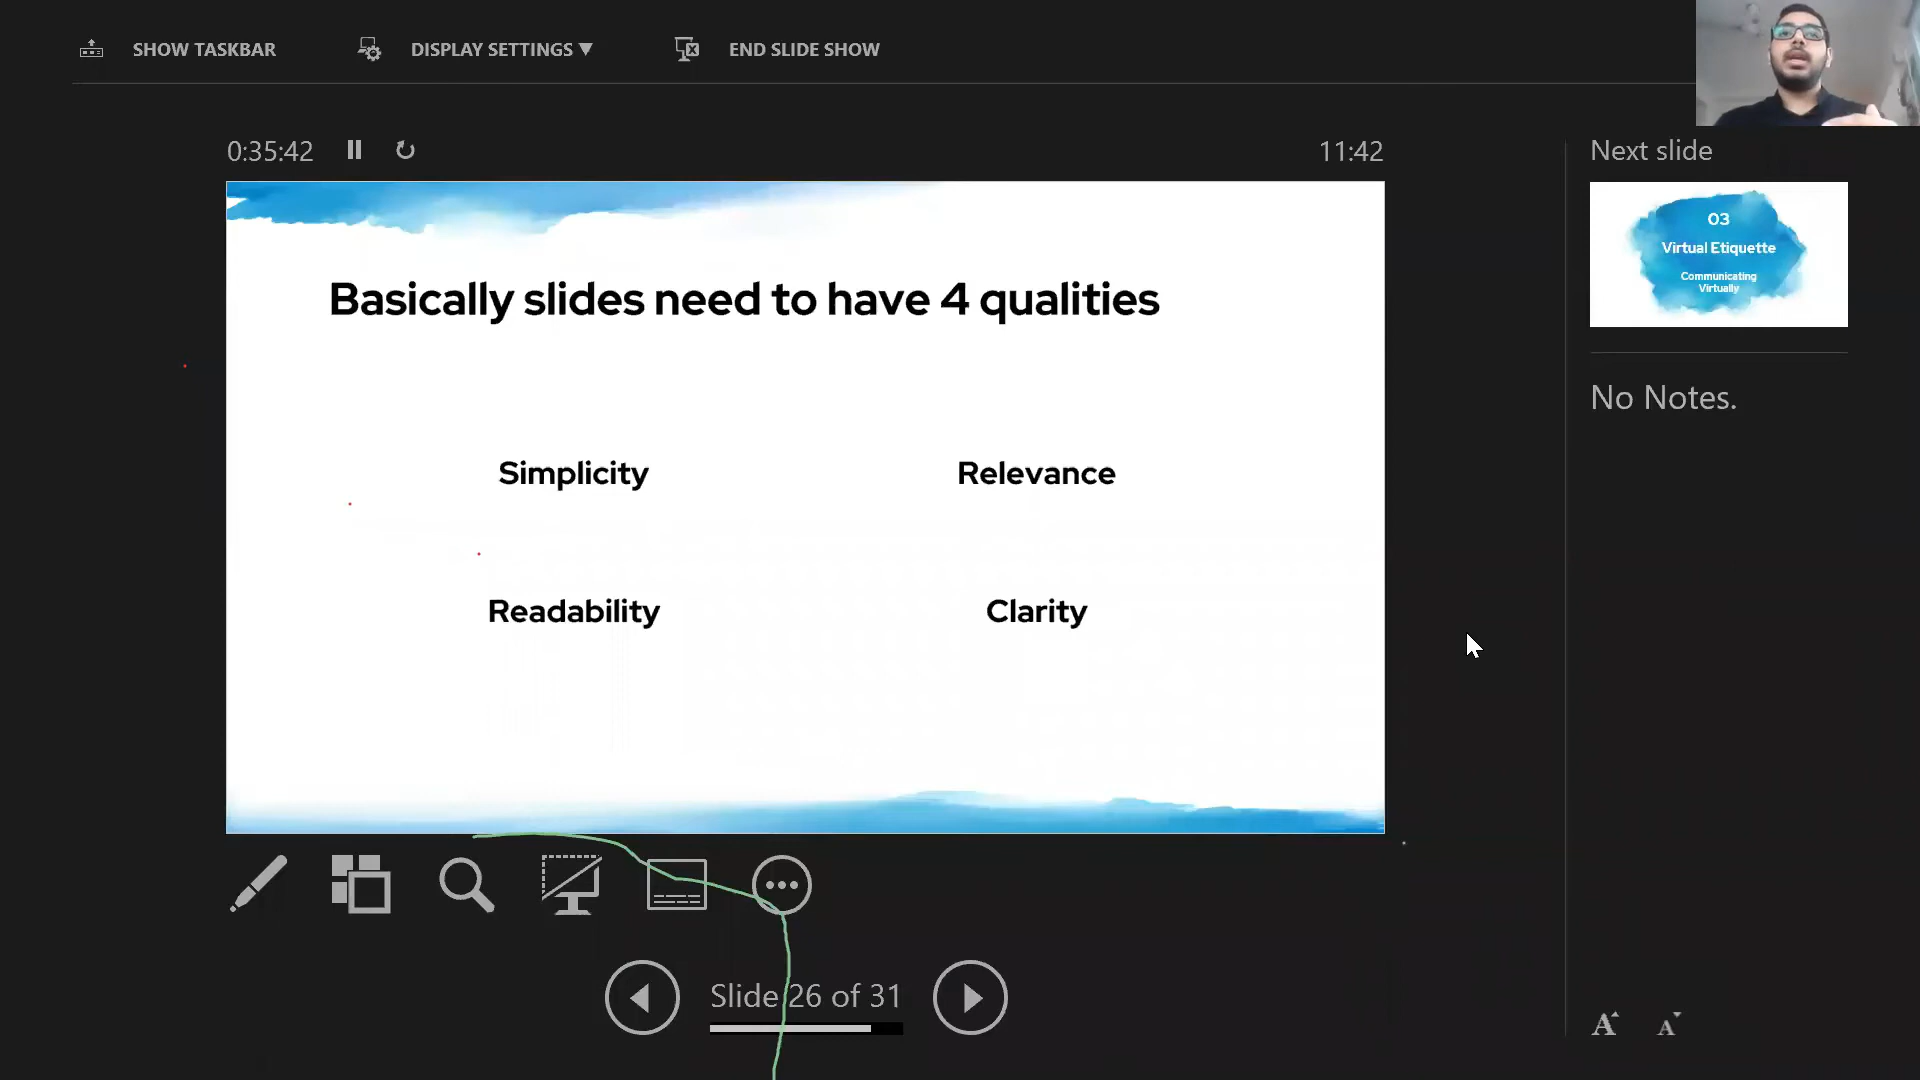 SHOW TASKBAR
DISPLAY SETTINGS ▼
END SLIDE SHOW
0:35:42
11:42
Next slide
Basically slides need to have 4 qualities
Simplicity
Relevance
Readability
Clarity
03
Virtual Etiquette
Communicating
Virtually
No Notes.
Slide 26 of 31
A
A